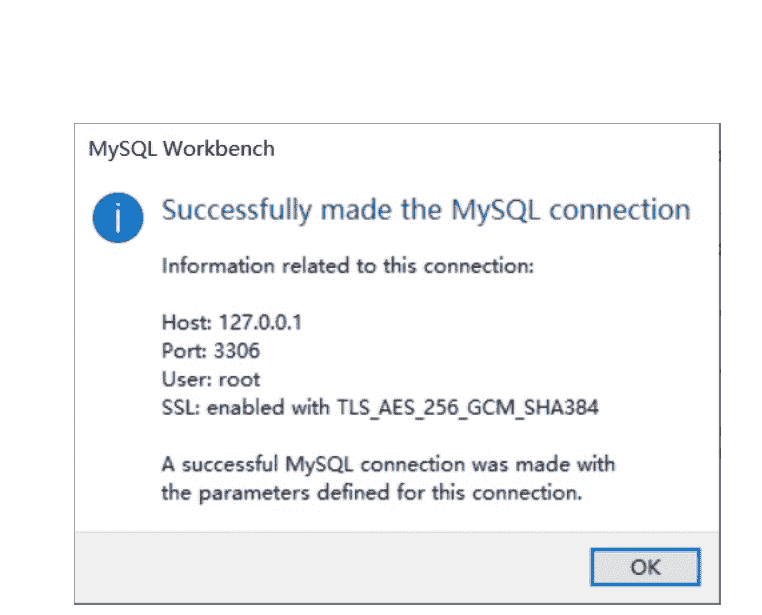 MySQL Workbench
Successfully made the MySQL connection
Information related to this connection:
Host: 127.0.0.1
Port: 3306
User: root
SSL: enabled with TLS_AES_256_GCM_SHA384
A successful MySQL connection was made with
the parameters defined for this connection.
OK